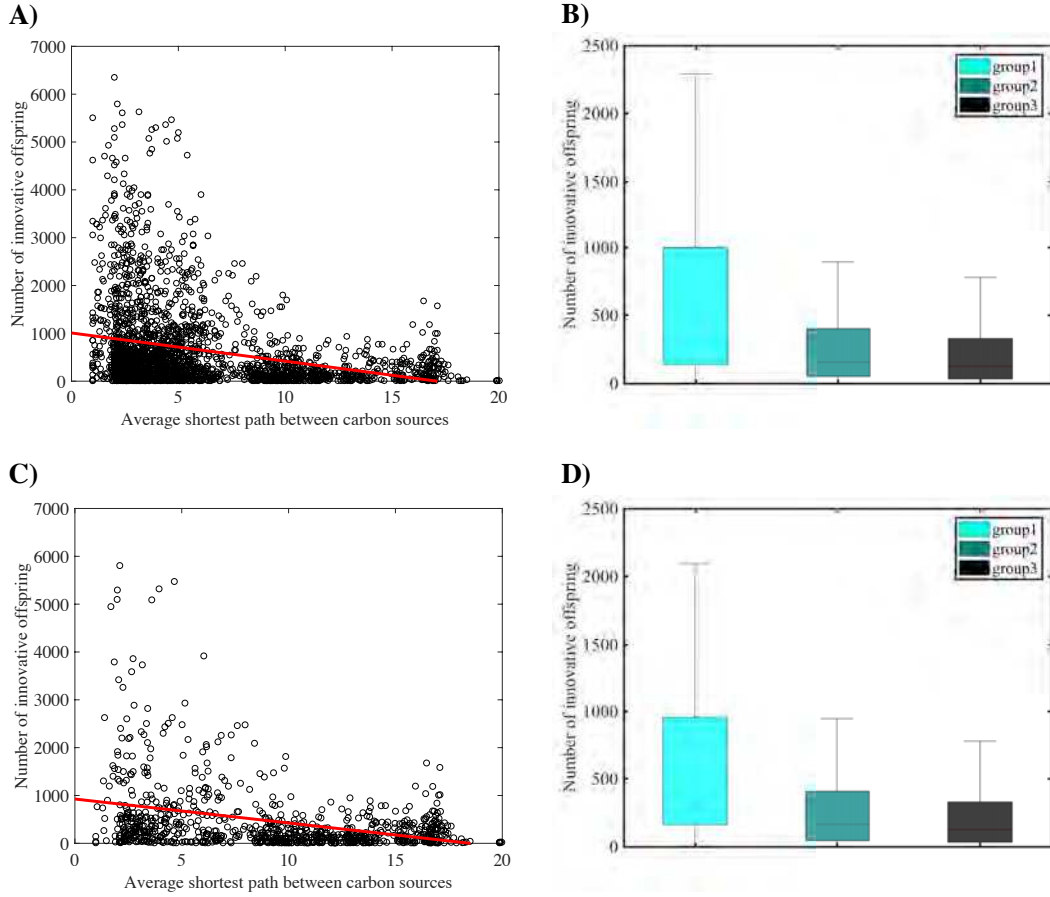 A)
Number of innovative offspring
7000
6000
5000
4000
3000
2000
1000
0
0 5 10 15 20
Average shortest path between carbon sources
B)
Number of innovative offspring
2500
2000
1500
1000
500
0
group1
group2
group3
C)
Number of innovative offspring
7000
6000
5000
4000
3000
2000
1000
0
0 5 10 15 20
Average shortest path between carbon sources
D)
Number of innovative offspring
2500
2000
1500
1000
500
0
group1
group2
group3